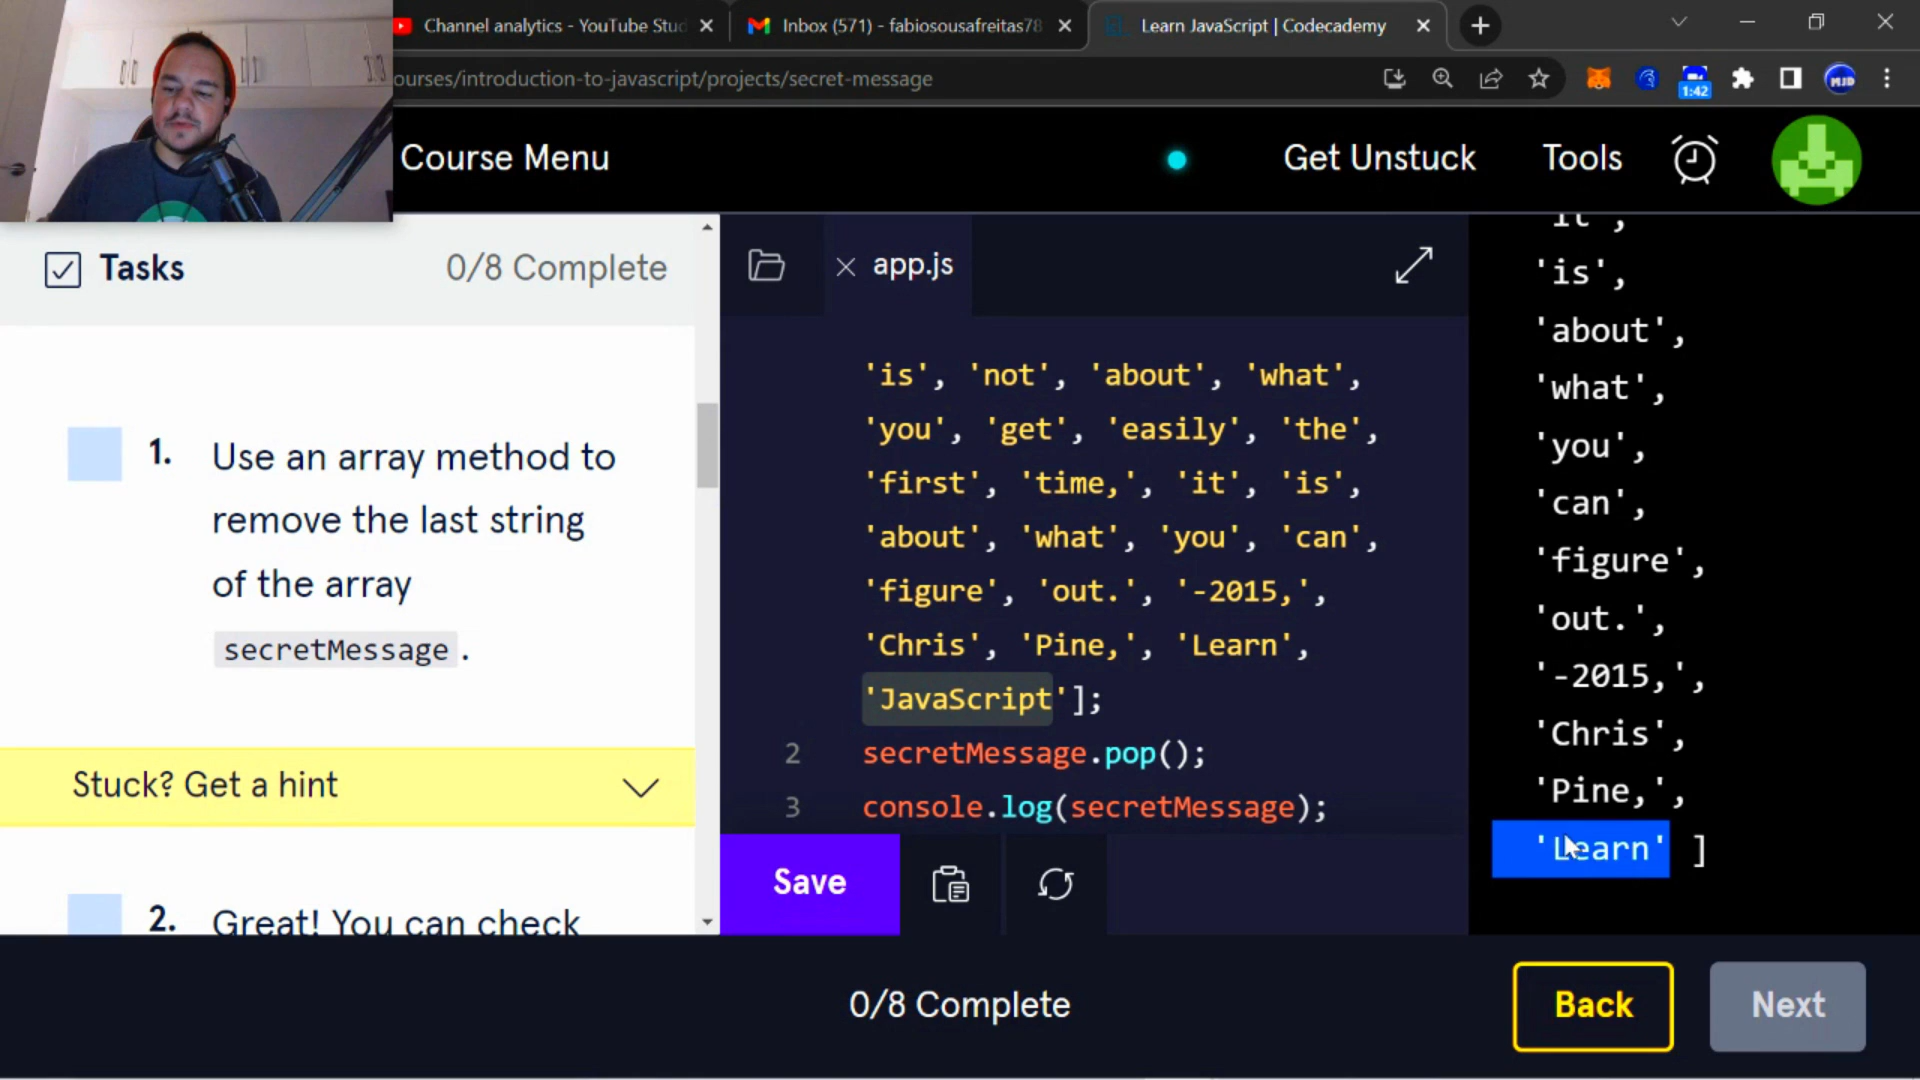 Channel analytics - YouTube Stud
Inbox (571) - fabiosousafreitas78
Learn JavaScript | Codecademy
ourses/introduction-to-javascript/projects/secret-message
1:42
MJD
Course Menu
Get Unstuck
Tools
Tasks
0/8 Complete
1. Use an array method to
remove the last string
of the array
secretMessage.
Stuck? Get a hint
2. Great! You can check
app.js
'is', 'not', 'about', 'what',
'you', 'get', 'easily', 'the',
'first', 'time,', 'it', 'is',
'about', 'what', 'you', 'can',
'figure', 'out.', '-2015,',
'Chris', 'Pine,', 'Learn',
'JavaScript'];
2 secretMessage.pop();
3 console.log(secretMessage);
Save
'it',
'is',
'about',
'what',
'you',
'can',
'figure',
'out.',
'-2015,',
'Chris',
'Pine,',
'Learn' ]
0/8 Complete
Back
Next